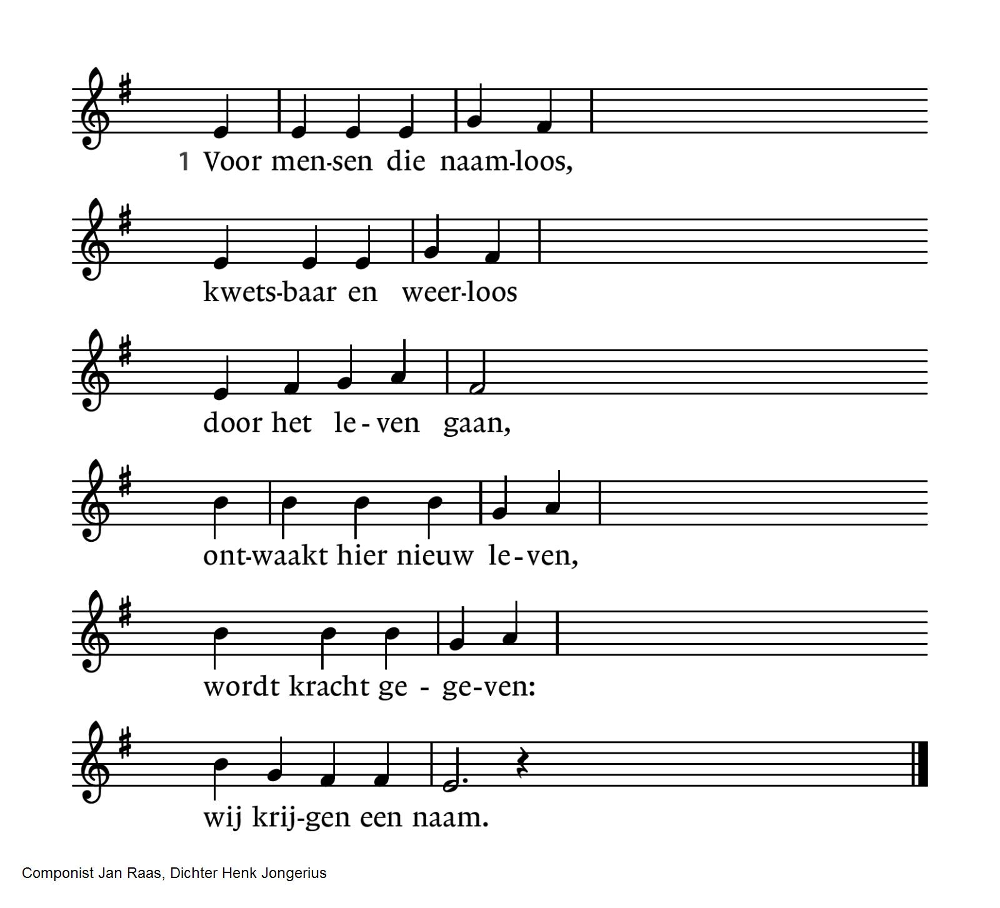 1 Voor men-sen die naam-loos,
kwets-baar en weer-loos
door het le - ven gaan,
ont-waakt hier nieuw le-ven,
wordt kracht ge - ge-ven:
wij krij-gen een naam.
Componist Jan Raas, Dichter Henk Jongerius